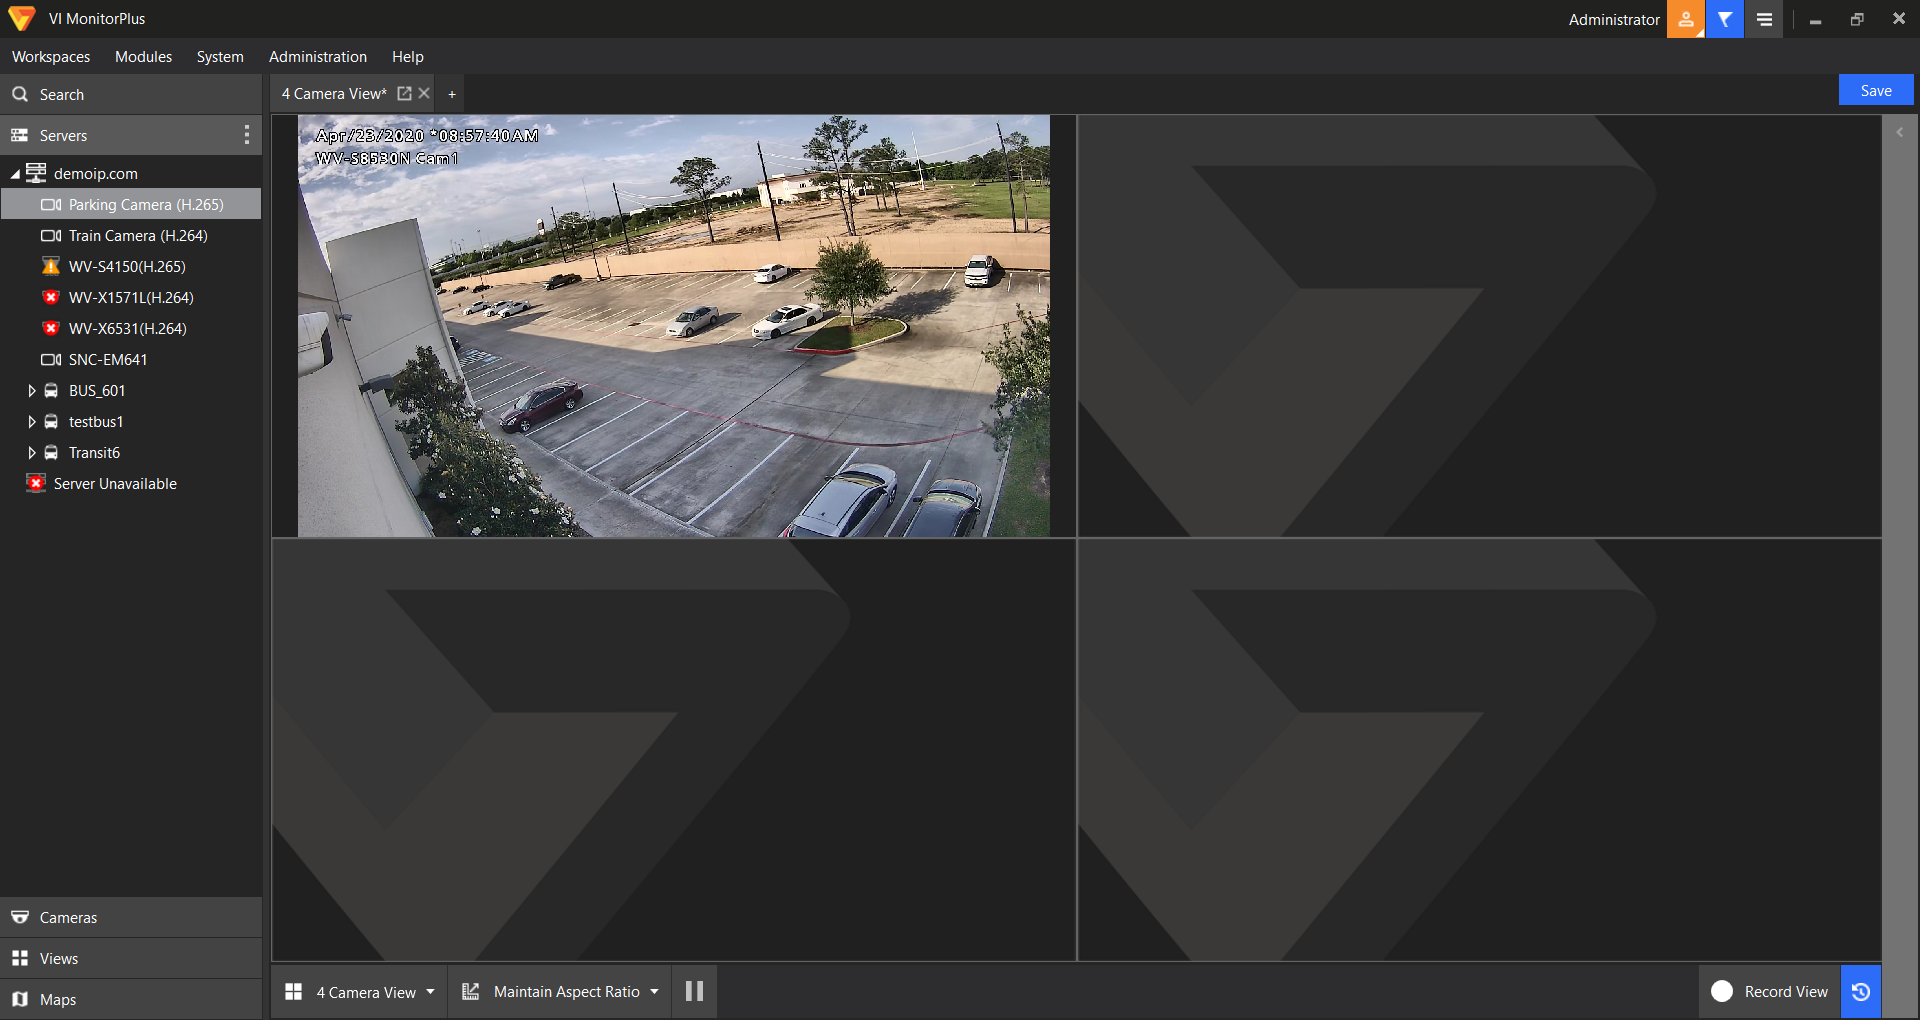 VI MonitorPlus
Administrator
Workspaces Modules System Administration Help
Search
4 Camera View* +
Save
Servers
demoip.com
Parking Camera (H.265)
Train Camera (H.264)
WV-S4150(H.265)
WV-X1571L(H.264)
WV-X6531(H.264)
SNC-EM641
BUS_601
testbus1
Transit6
Server Unavailable
Apr/23/2020 *08:57:40AM
WV-S8530N Cam1
Cameras
Views
Maps
4 Camera View
Maintain Aspect Ratio
Record View